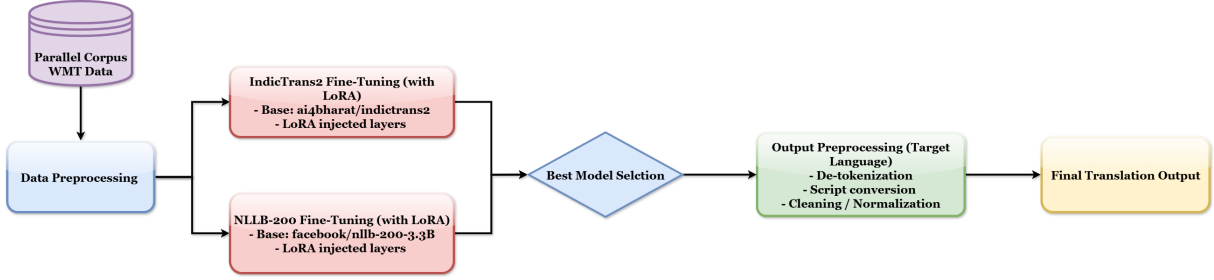 Parallel Corpus
WMT Data
Data Preprocessing
IndicTrans2 Fine-Tuning (with
LoRA)
- Base: ai4bharat/indictrans2
- LoRA injected layers
NLLB-200 Fine-Tuning (with LoRA)
- Base: facebook/nllb-200-3.3B
- LoRA injected layers
Best Model Selction
Output Preprocessing (Target
Language)
- De-tokenization
- Script conversion
- Cleaning / Normalization
Final Translation Output